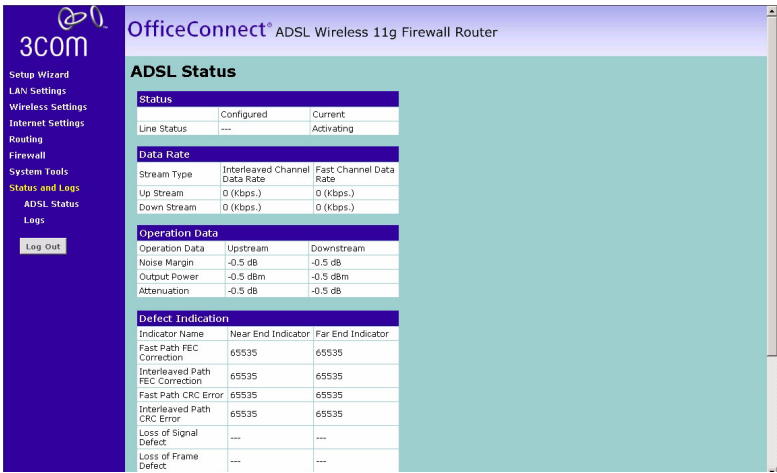 3COM
OfficeConnect® ADSL Wireless 11g Firewall Router
Setup Wizard
LAN Settings
Wireless Settings
Internet Settings
Routing
Firewall
System Tools
Status and Logs
ADSL Status
Logs
Log Out
ADSL Status
Status
Configured Current
Line Status --- Activating
Data Rate
Stream Type Interleaved Channel Data Rate Fast Channel Data Rate
Up Stream 0 (Kbps.) 0 (Kbps.)
Down Stream 0 (Kbps.) 0 (Kbps.)
Operation Data
Operation Data Upstream Downstream
Noise Margin -0.5 dB -0.5 dB
Output Power -0.5 dBm -0.5 dBm
Attenuation -0.5 dB -0.5 dB
Defect Indication
Indicator Name Near End Indicator Far End Indicator
Fast Path FEC Correction 65535 65535
Interleaved Path FEC Correction 65535 65535
Fast Path CRC Error 65535 65535
Interleaved Path CRC Error 65535 65535
Loss of Signal Defect --- ---
Loss of Frame Defect --- ---